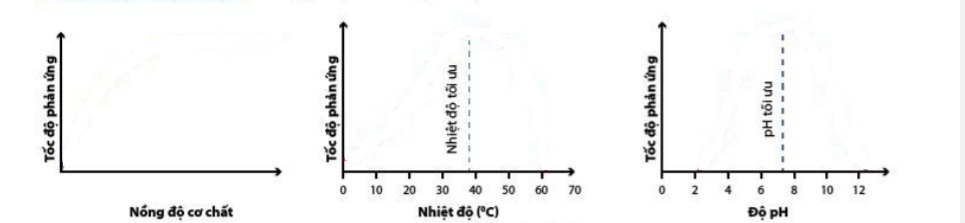 Tốc độ phản ứng
Nồng độ cơ chất
Tốc độ phản ứng
Nhiệt độ tối ưu
0 10 20 30 40 50 60 70
Nhiệt độ (⁰C)
Tốc độ phản ứng
pH tối ưu
0 2 4 6 8 10 12
Độ pH